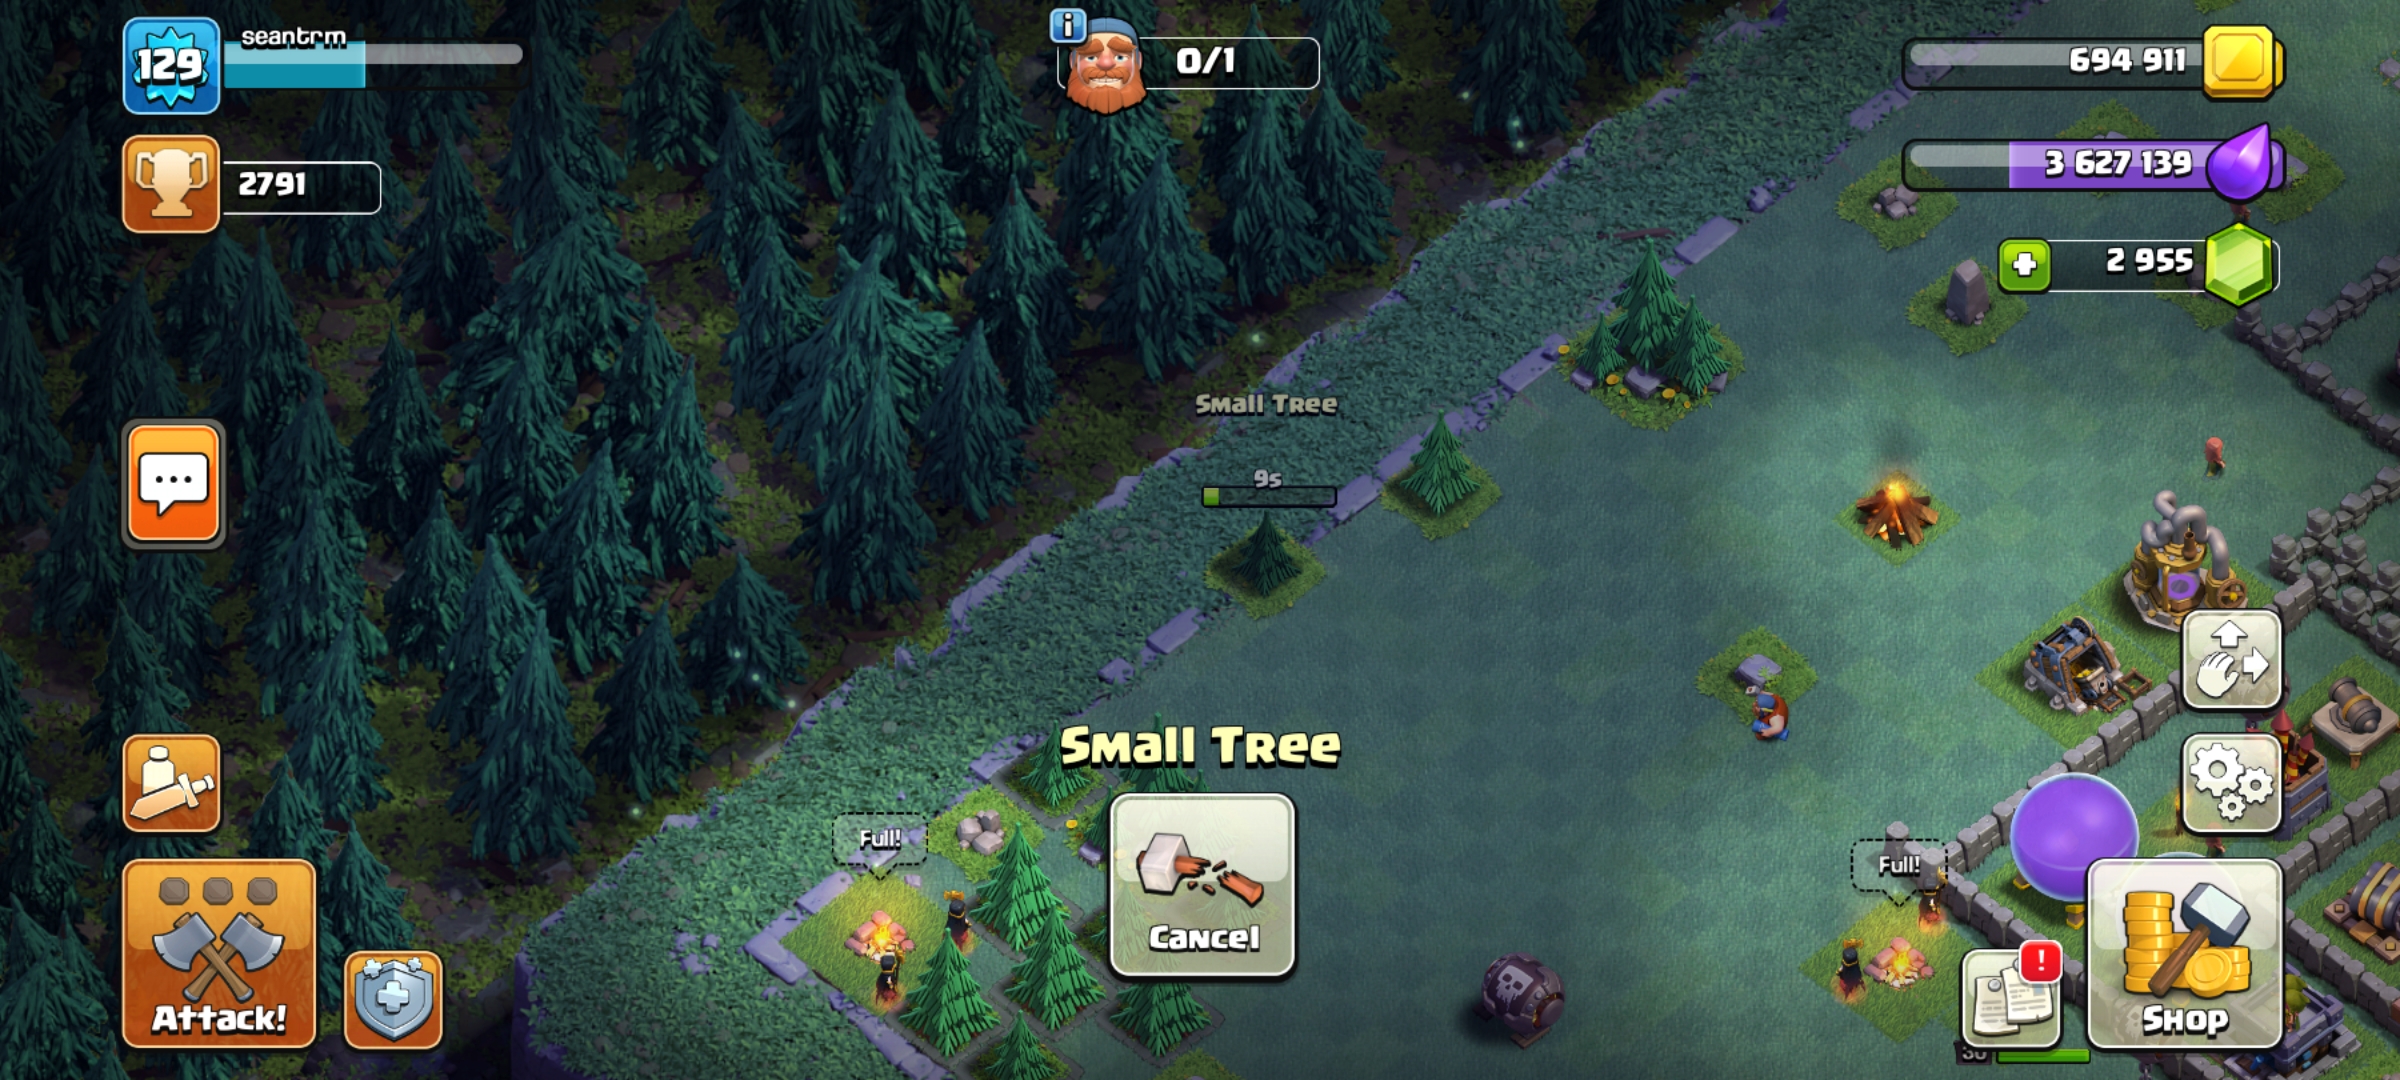 129
seantrm
i
0/1
694 911
2791
3 627 139
2 955
Small Tree
9s
Small Tree
Full!
Full!
Cancel
!
Attack!
Shop
30